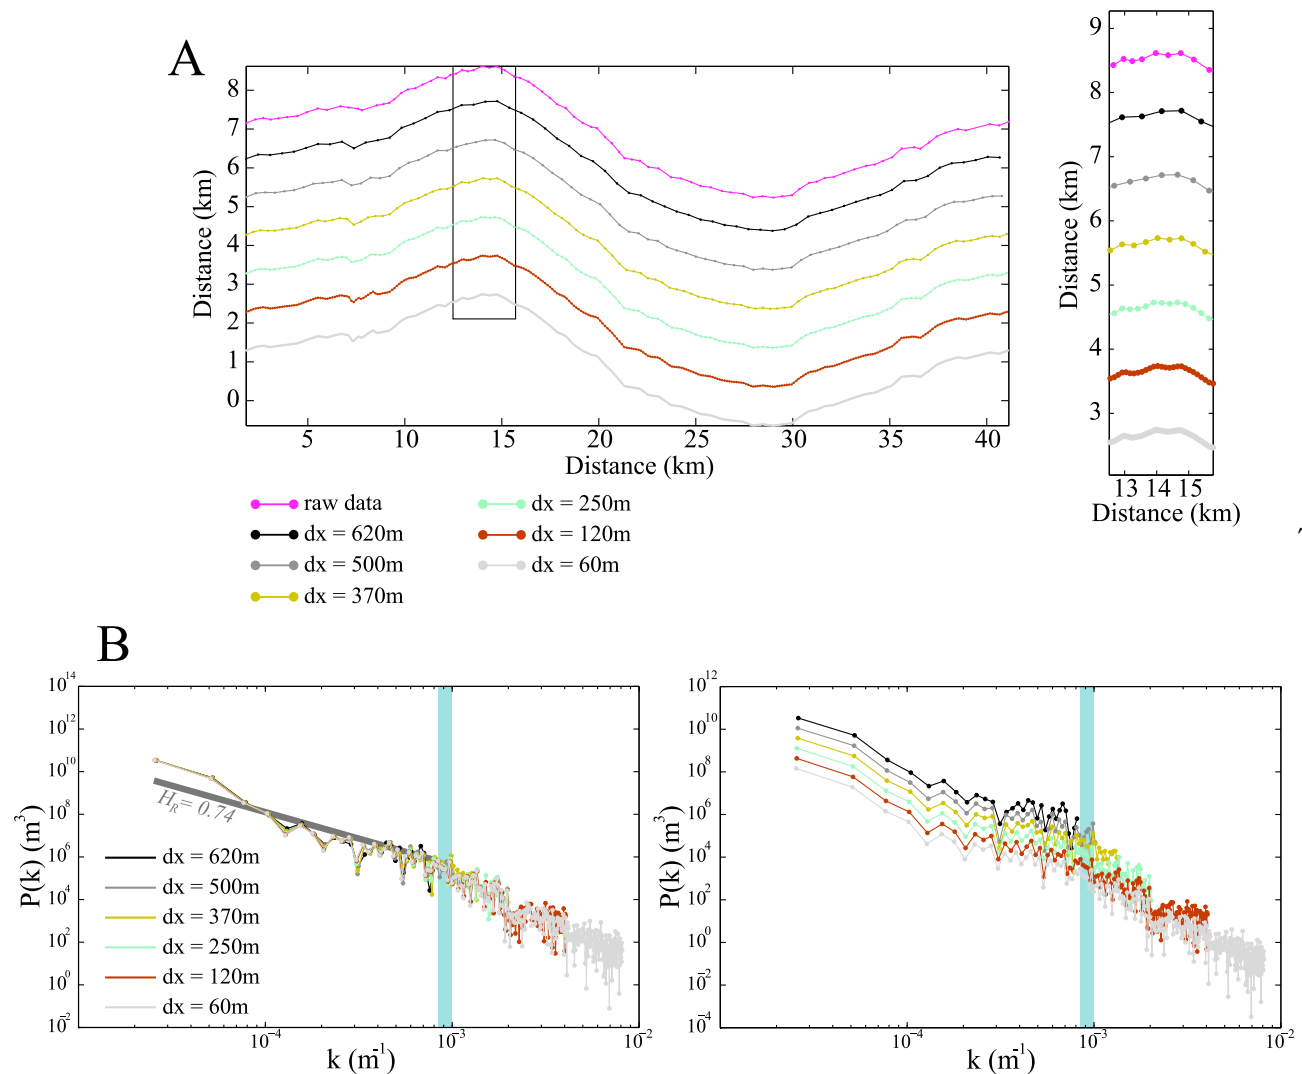 A
8
7
6
5
4
3
2
1
0
Distance (km)
5 10 15 20 25 30 35 40
Distance (km)
9
8
7
6
5
4
3
Distance (km)
13 14 15
Distance (km)
raw data
dx = 620m
dx = 500m
dx = 370m
dx = 250m
dx = 120m
dx = 60m
B
10^14
10^12
10^10
10^8
10^6
10^4
10^2
10^0
10^−2
P(k) (m^3)
H_R = 0.74
dx = 620m
dx = 500m
dx = 370m
dx = 250m
dx = 120m
dx = 60m
10^−4 10^−3 10^−2
k (m^-1)
10^12
10^10
10^8
10^6
10^4
10^2
10^0
10^−2
10^−4
P(k) (m^3)
10^−4 10^−3 10^−2
k (m^-1)